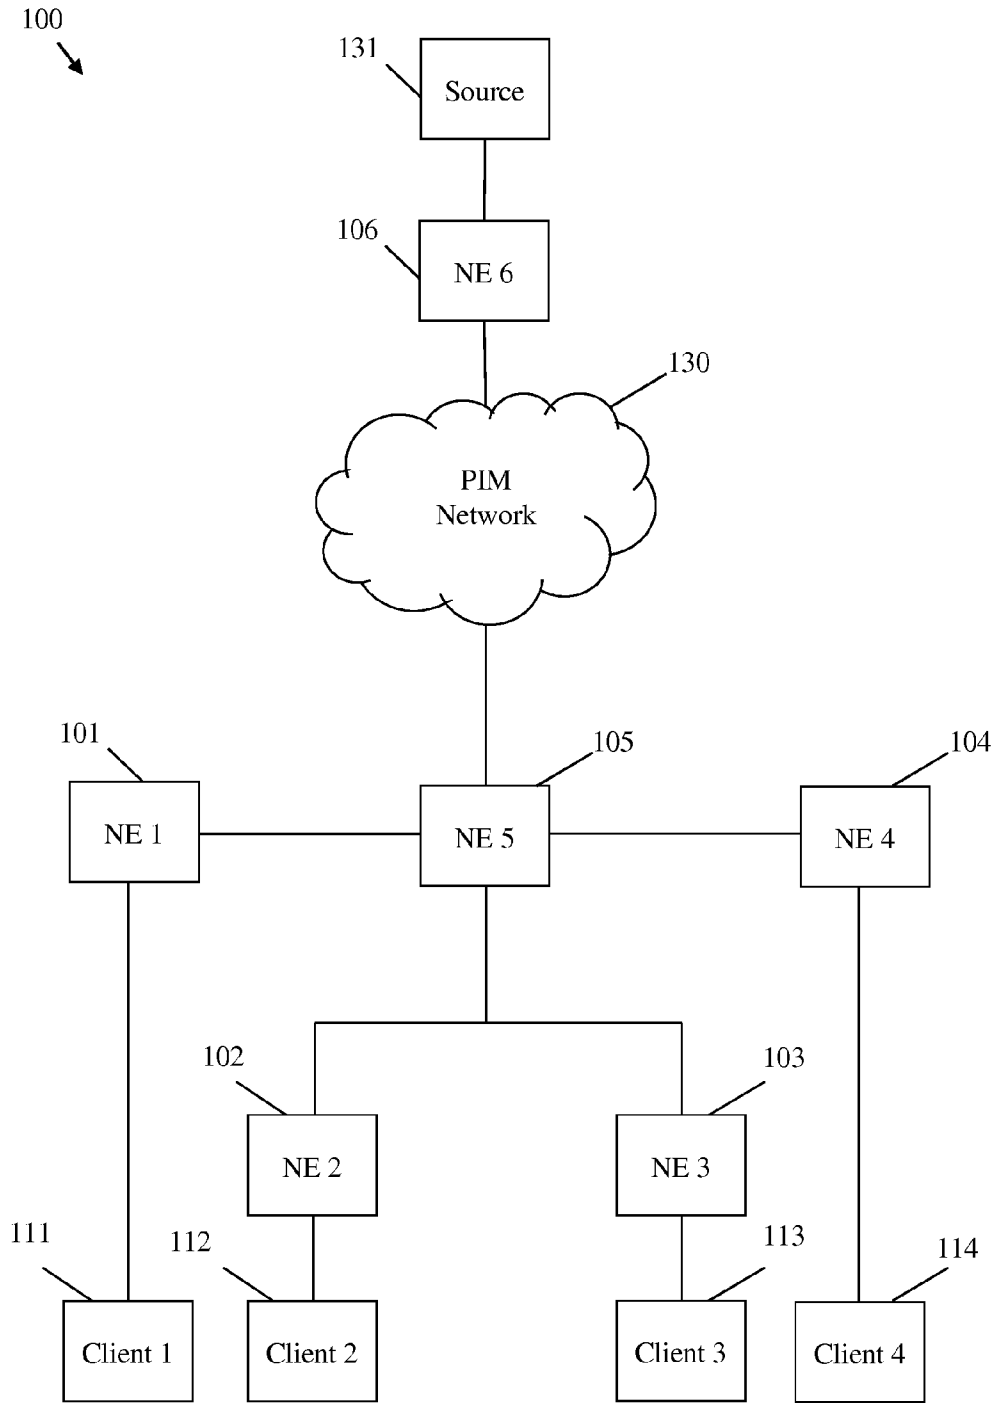 100
131
Source
106
NE 6
130
PIM
Network
101
105
104
NE 1
NE 5
NE 4
102
103
NE 2
NE 3
111
112
113
114
Client 1
Client 2
Client 3
Client 4